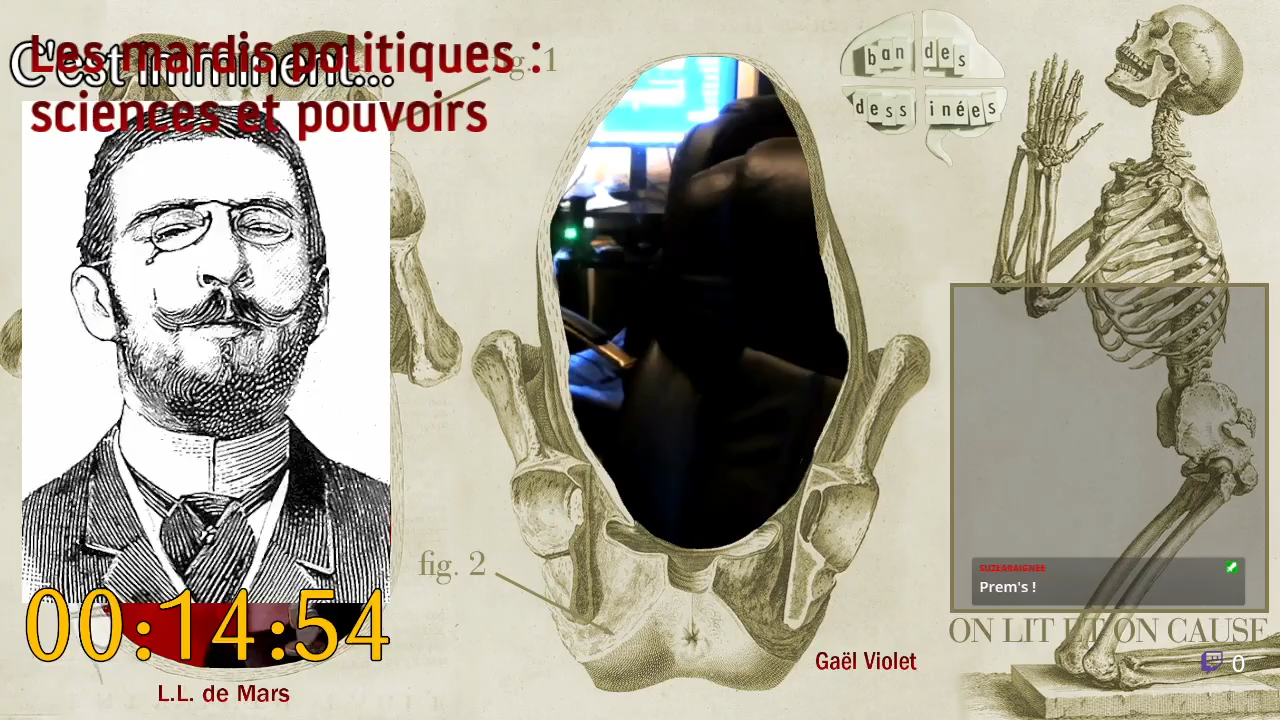 Les mardis politiques :
C'est imminent...
sciences et pouvoirs
fig. 1
ban des
dess inées
fig. 2
SUZEARAIGNEE
Prem's !
ON LIT ET ON CAUSE
00:14:54
Gaël Violet
0
L.L. de Mars